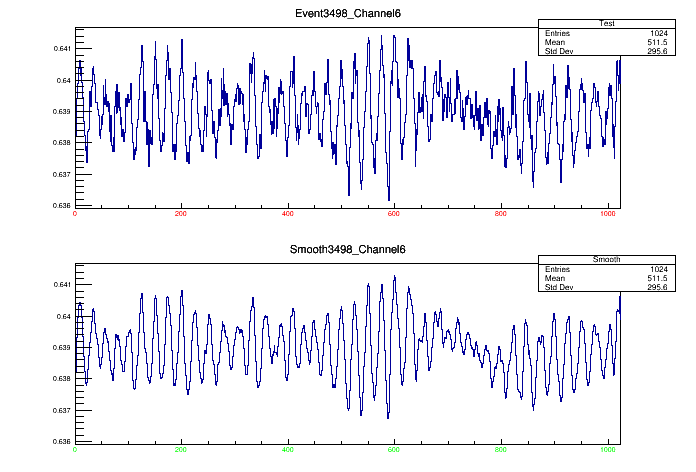 Event3498_Channel6
Test
Entries 1024
Mean 511.5
Std Dev 295.6
0.641
0.64
0.639
0.638
0.637
0.636
0 200 400 600 800 1000
Smooth3498_Channel6
Smooth
Entries 1024
Mean 511.5
Std Dev 295.6
0.641
0.64
0.639
0.638
0.637
0.636
0 200 400 600 800 1000